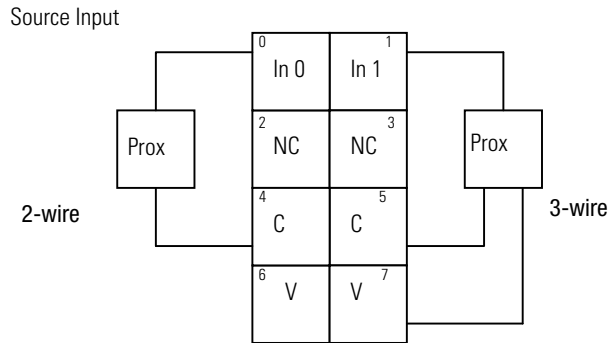 Source Input
0 1
In 0 In 1
Prox Prox
2 3
NC NC
2-wire 3-wire
4 5
C C
6 7
V V